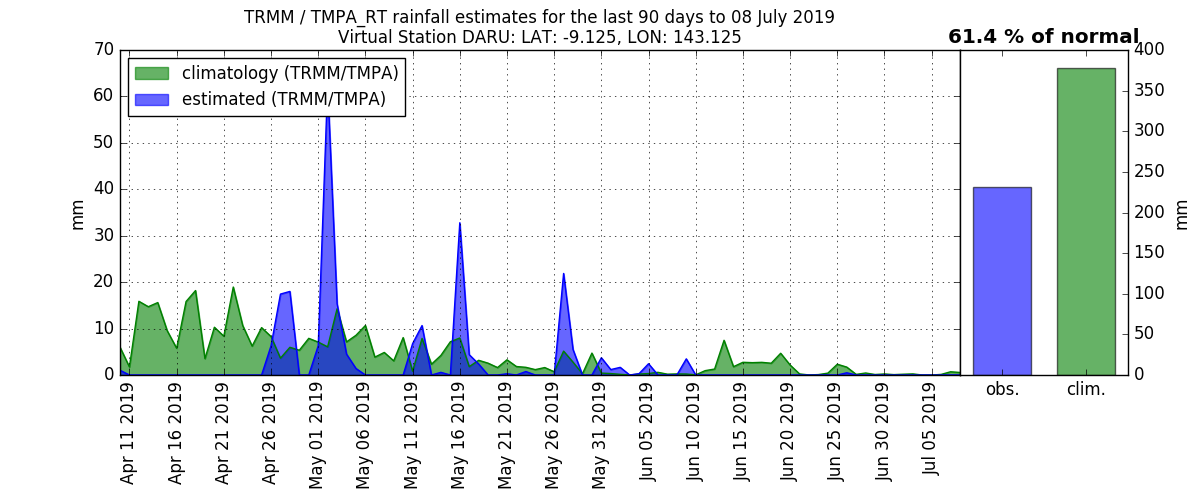 TRMM / TMPA_RT rainfall estimates for the last 90 days to 08 July 2019
Virtual Station DARU: LAT: -9.125, LON: 143.125
61.4 % of normal
climatology (TRMM/TMPA)
estimated (TRMM/TMPA)
70
60
50
40
30
20
10
0
mm
Apr 11 2019
Apr 16 2019
Apr 21 2019
Apr 26 2019
May 01 2019
May 06 2019
May 11 2019
May 16 2019
May 21 2019
May 26 2019
May 31 2019
Jun 05 2019
Jun 10 2019
Jun 15 2019
Jun 20 2019
Jun 25 2019
Jun 30 2019
Jul 05 2019
obs.
clim.
400
350
300
250
200
150
100
50
0
mm